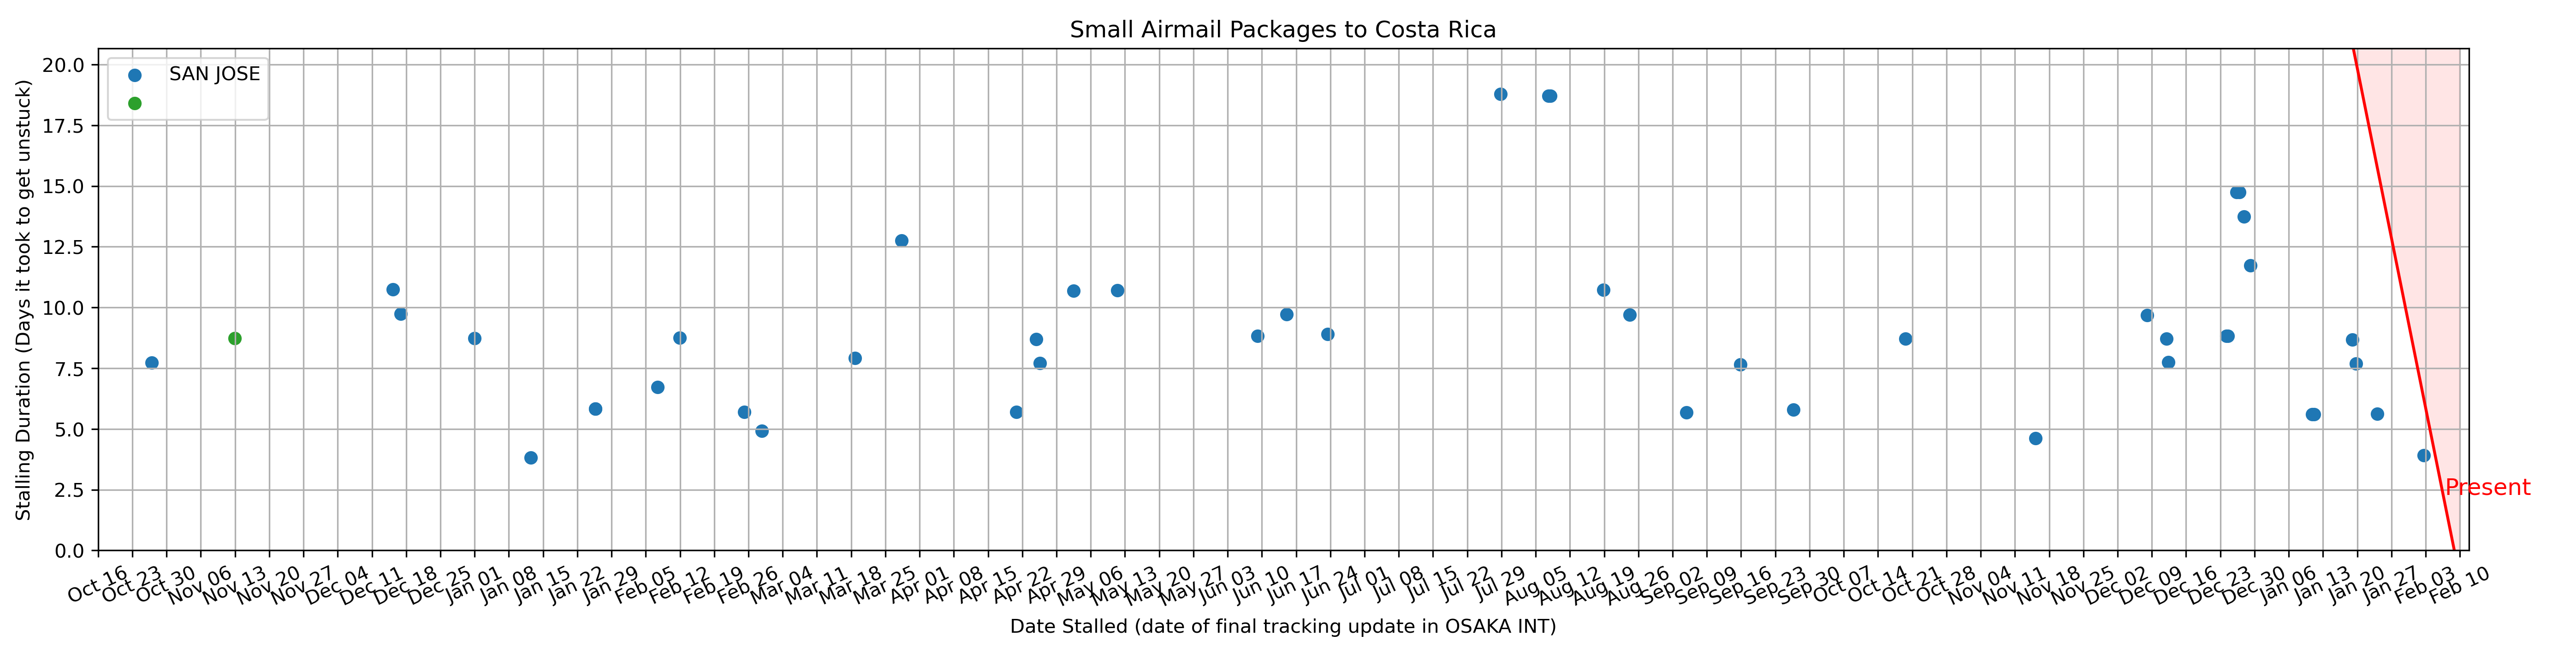 Small Airmail Packages to Costa Rica
SAN JOSE
Stalling Duration (Days it took to get unstuck)
20.0
17.5
15.0
12.5
10.0
7.5
5.0
2.5
0.0
Present
Oct 16
Oct 23
Oct 30
Nov 06
Nov 13
Nov 20
Nov 27
Dec 04
Dec 11
Dec 18
Dec 25
Jan 01
Jan 08
Jan 15
Jan 22
Jan 29
Feb 05
Feb 12
Feb 19
Feb 26
Mar 04
Mar 11
Mar 18
Mar 25
Apr 01
Apr 08
Apr 15
Apr 22
Apr 29
May 06
May 13
May 20
May 27
Jun 03
Jun 10
Jun 17
Jun 24
Jul 01
Jul 08
Jul 15
Jul 22
Jul 29
Aug 05
Aug 12
Aug 19
Aug 26
Sep 02
Sep 09
Sep 16
Sep 23
Sep 30
Oct 07
Oct 14
Oct 21
Oct 28
Nov 04
Nov 11
Nov 18
Nov 25
Dec 02
Dec 09
Dec 16
Dec 23
Dec 30
Jan 06
Jan 13
Jan 20
Jan 27
Feb 03
Feb 10
Date Stalled (date of final tracking update in OSAKA INT)